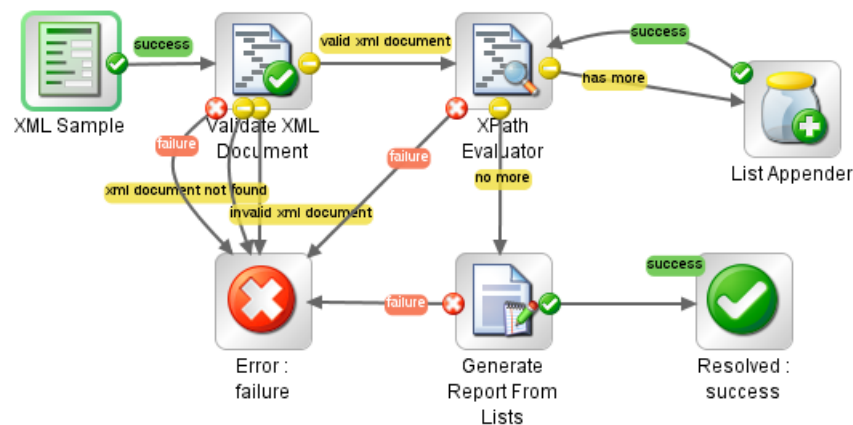 success
valid xml document
success
has more
XML Sample
Validate XML
Document
XPath
Evaluator
List Appender
failure
failure
no more
xml document not found
invalid xml document
success
failure
Error :
failure
Generate
Report From
Lists
Resolved :
success